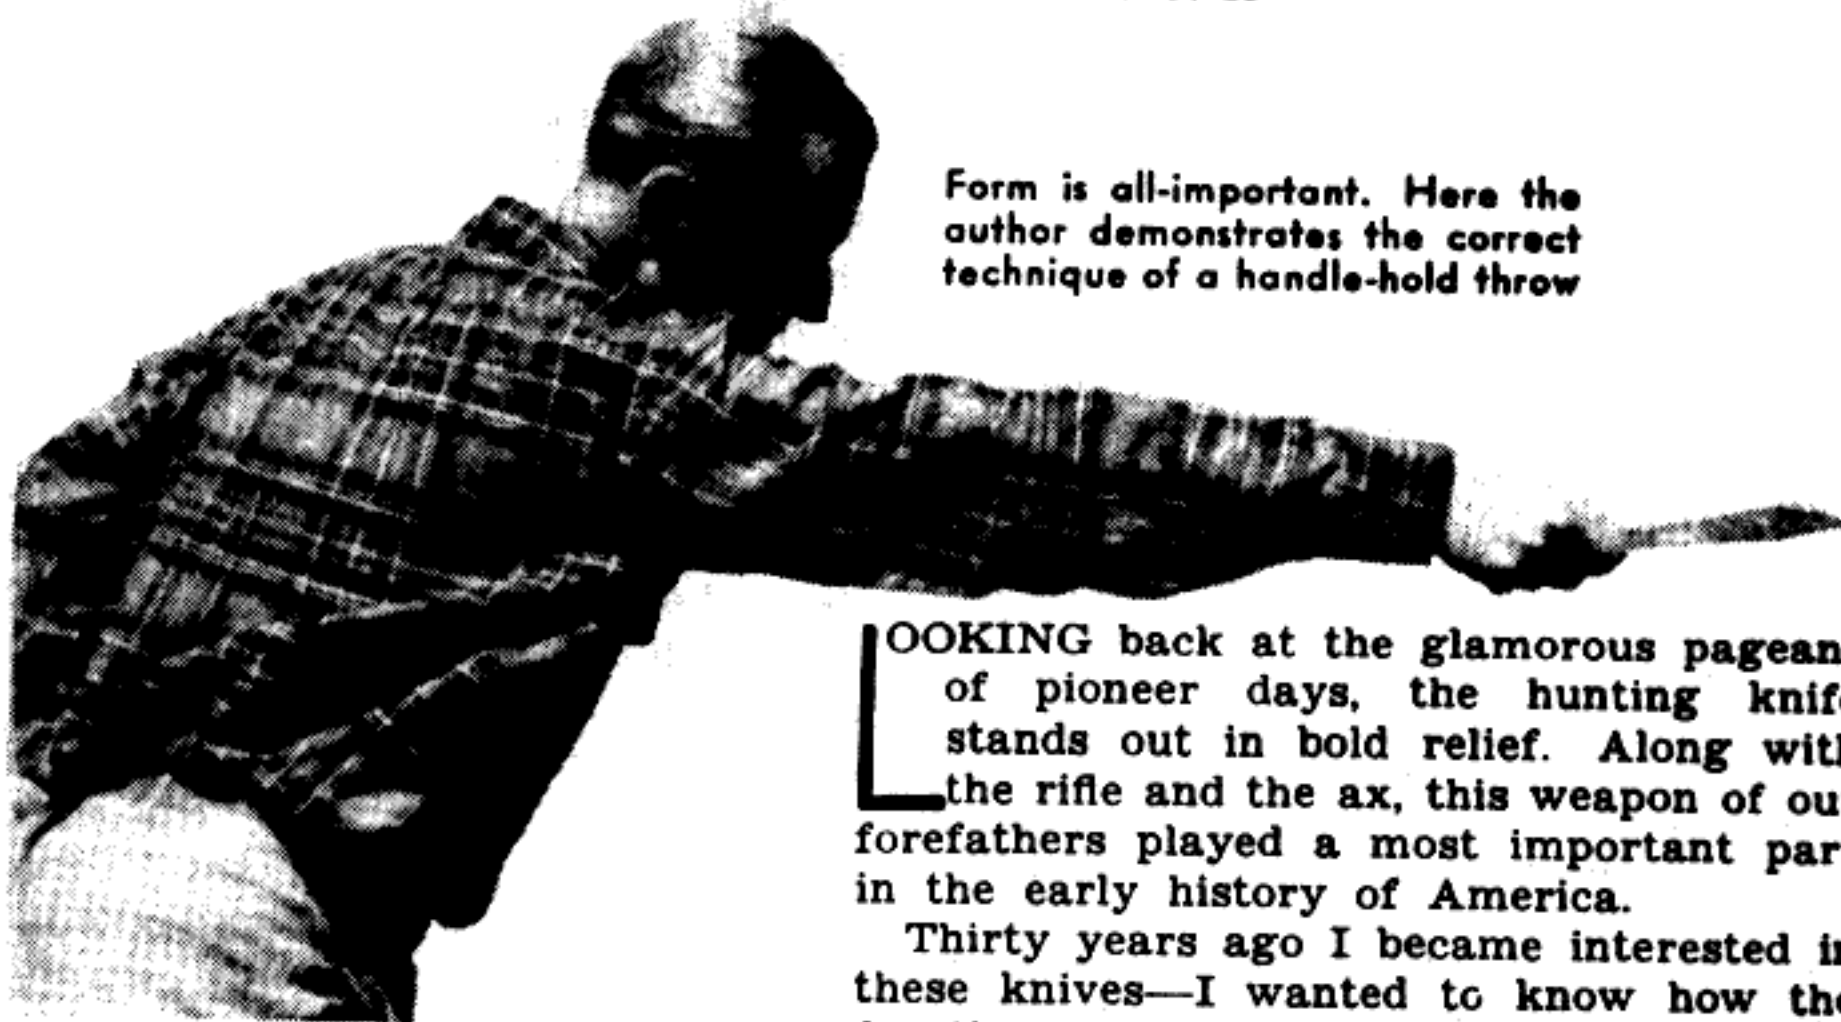 Form is all-important. Here the
author demonstrates the correct
technique of a handle-hold throw
LOOKING back at the glamorous pagean
of pioneer days, the hunting knif
stands out in bold relief. Along with
the rifle and the ax, this weapon of ou
forefathers played a most important par
in the early history of America.
Thirty years ago I became interested in
these knives—I wanted to know how the